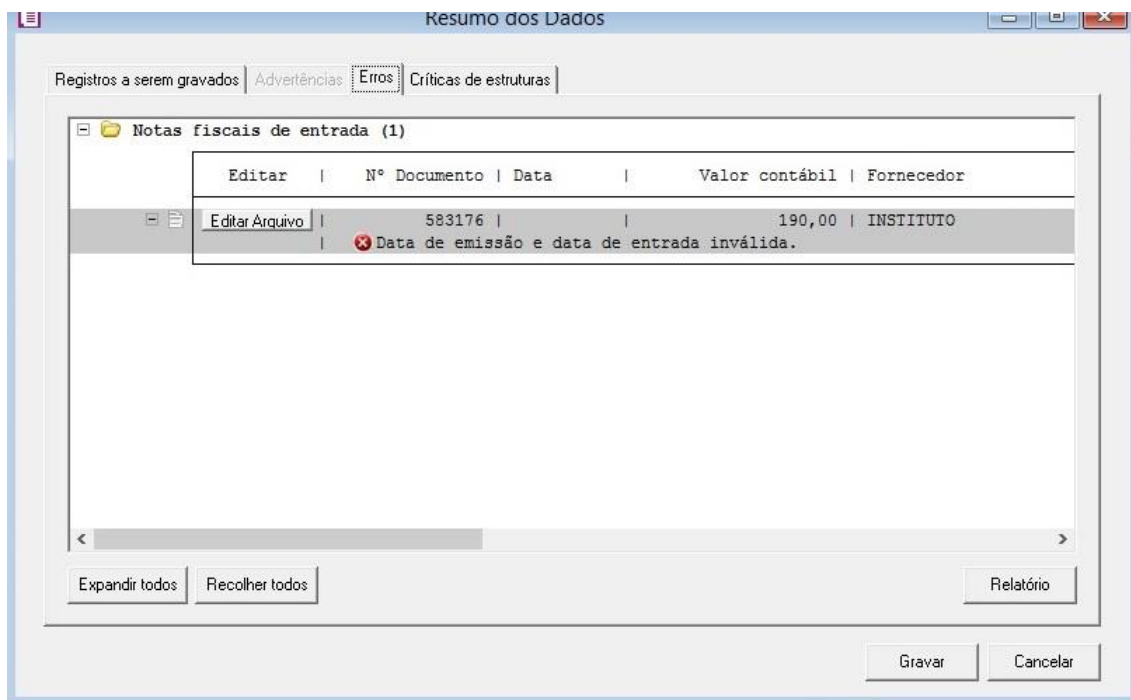 Resumo dos Dados
Registros a serem gravados Advertências Erros Críticas de estruturas
Notas fiscais de entrada (1)
Editar | Nº Documento | Data | Valor contábil | Fornecedor
Editar Arquivo | 583176 | | 190,00 | INSTITUTO
| Data de emissão e data de entrada inválida.
Expandir todos Recolher todos Relatório
Gravar Cancelar